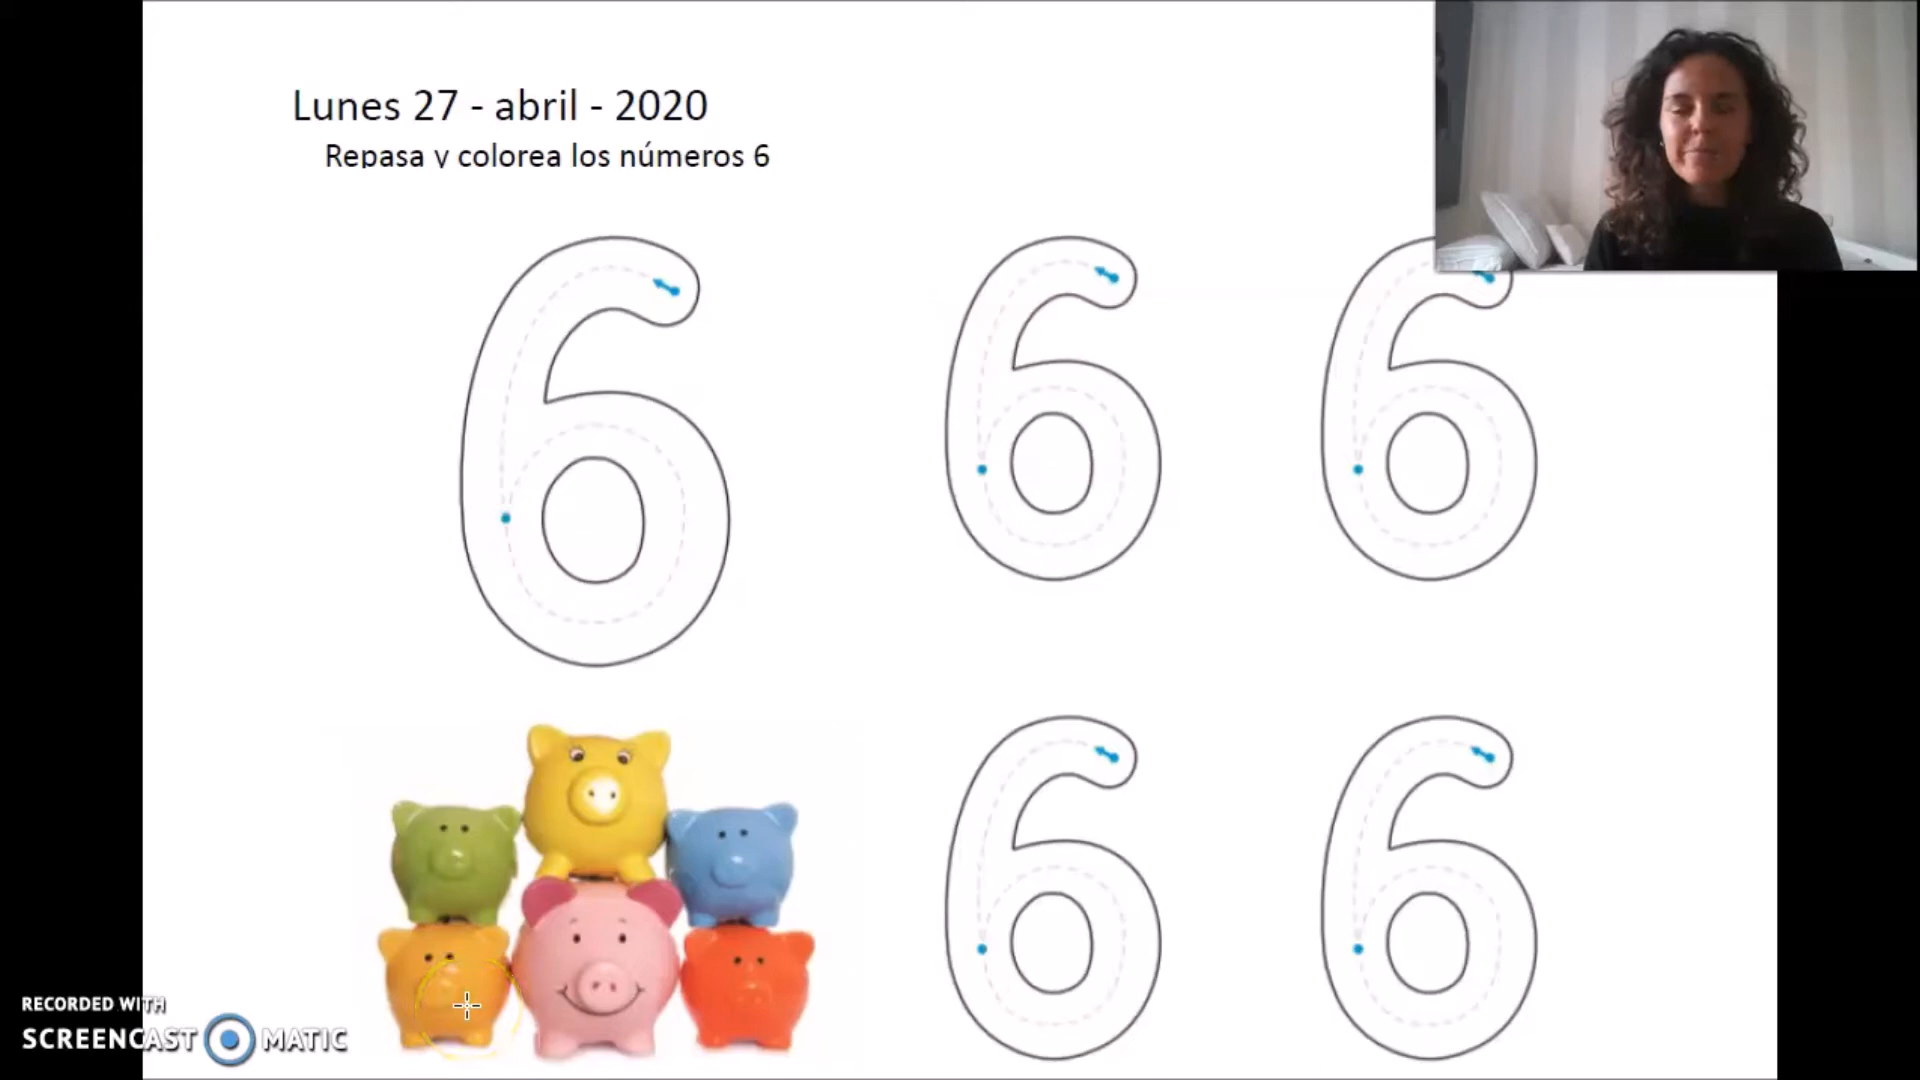 Lunes 27 - abril - 2020
Repasa y colorea los números 6
6 6 6
6 6
RECORDED WITH
SCREENCAST MATIC